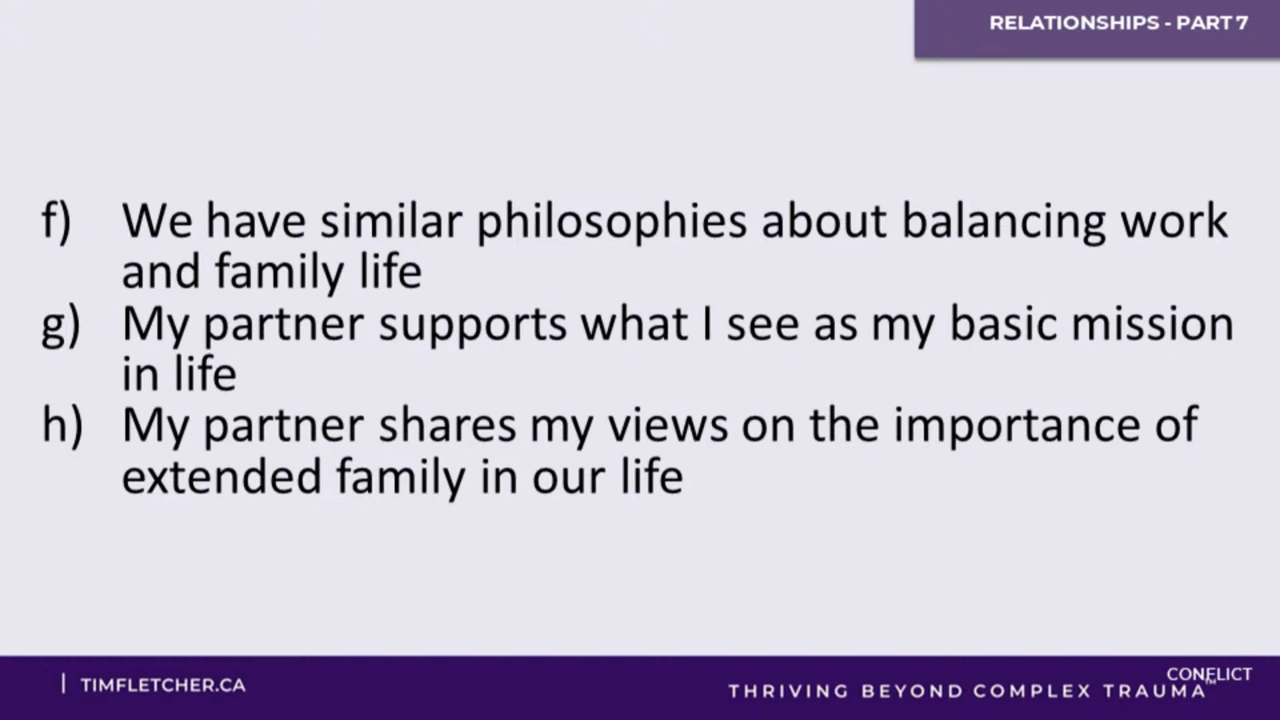 RELATIONSHIPS - PART 7
f) We have similar philosophies about balancing work
and family life
g) My partner supports what I see as my basic mission
in life
h) My partner shares my views on the importance of
extended family in our life
| TIMFLETCHER.CA
CONFLICT
THRIVING BEYOND COMPLEX TRAUMA™